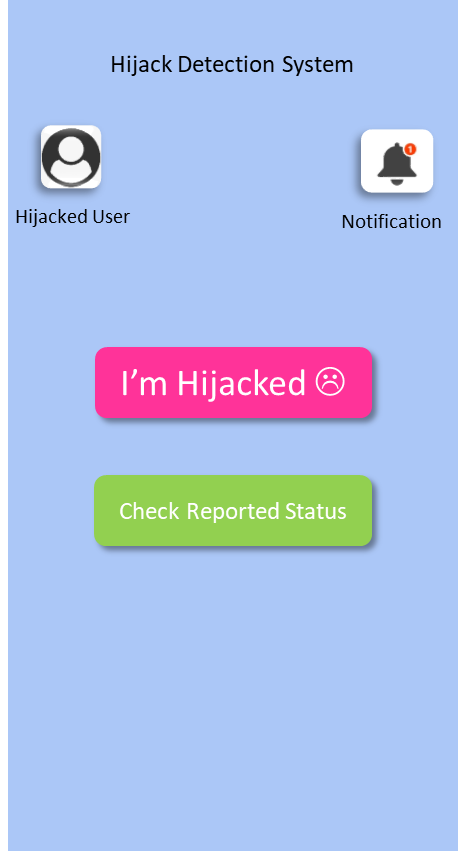 Hijack Detection System
1
Hijacked User
Notification
I’m Hijacked ☹
Check Reported Status